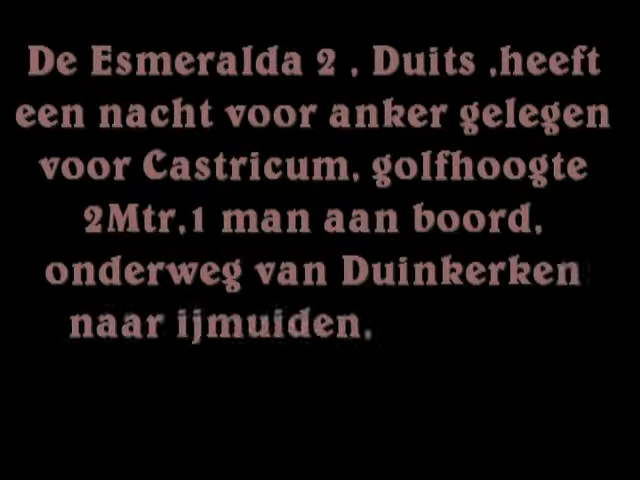 De Esmeralda 2 , Duits ,heeft
een nacht voor anker gelegen
voor Castricum, golfhoogte
2Mtr,1 man aan boord,
onderweg van Duinkerken
naar ijmuiden,